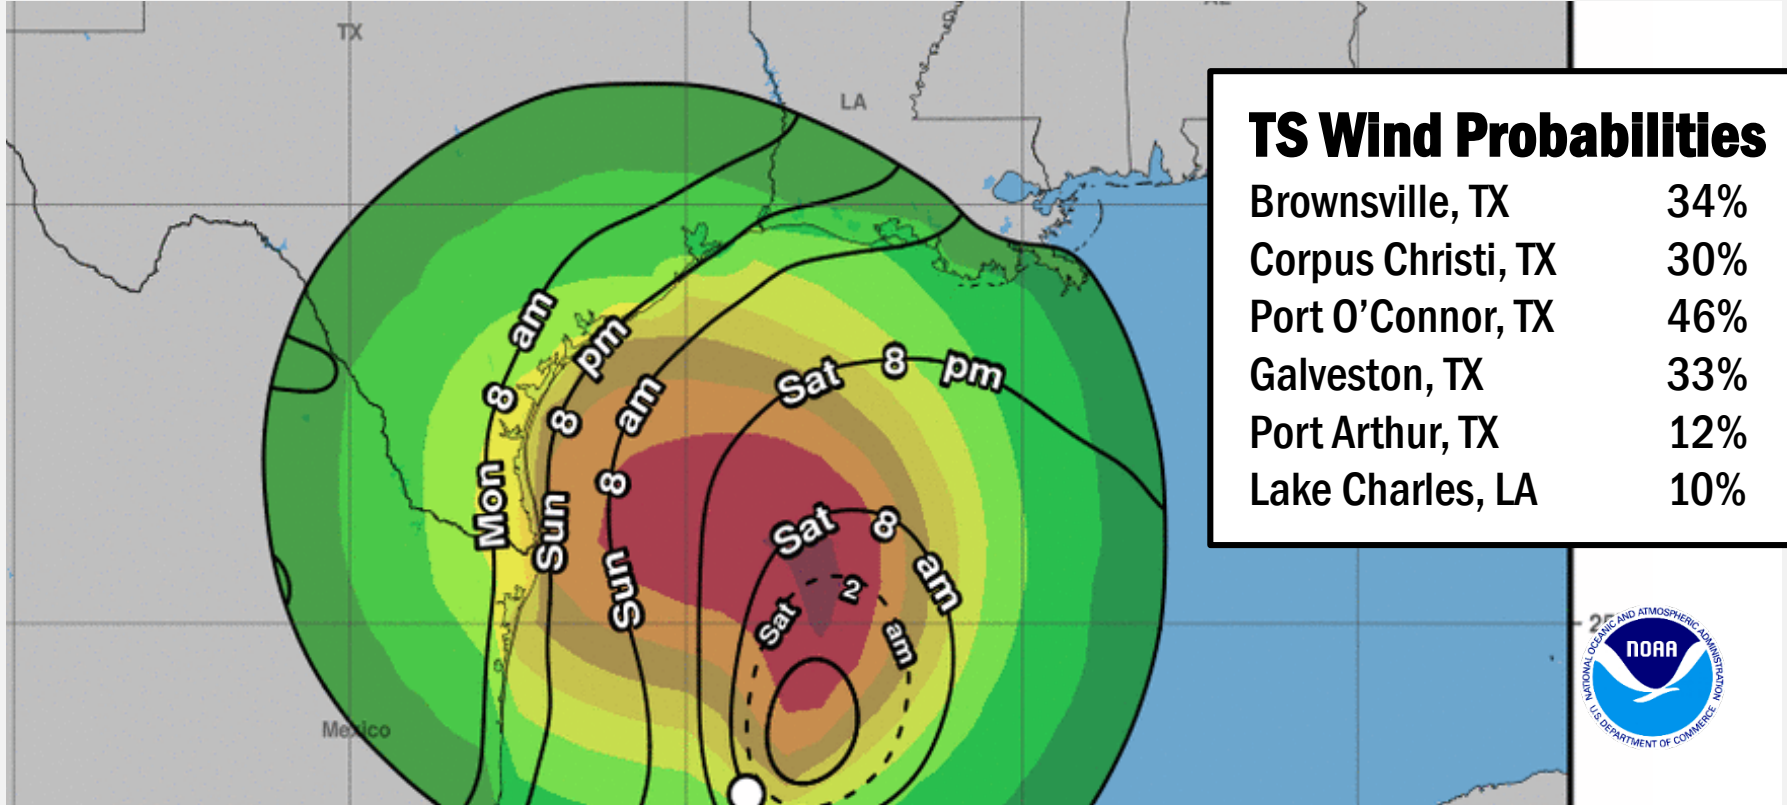 TX
LA
TS Wind Probabilities
Brownsville, TX 34%
Corpus Christi, TX 30%
Port O’Connor, TX 46%
Galveston, TX 33%
Port Arthur, TX 12%
Lake Charles, LA 10%
Mon 8 am
Sun 8 pm
Sun 8 am
Sat 8 pm
Sat 8 am
Sat 2 am
Mexico
NATIONAL OCEANIC AND ATMOSPHERIC ADMINISTRATION
NOAA
U.S. DEPARTMENT OF COMMERCE